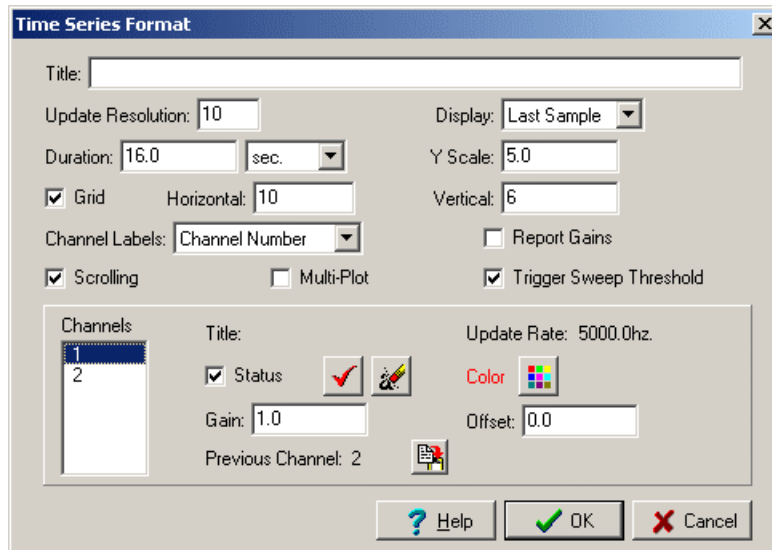 Time Series Format
Title:
Update Resolution: 10 Display: Last Sample
Duration: 16.0 sec. Y Scale: 5.0
Grid Horizontal: 10 Vertical: 6
Channel Labels: Channel Number Report Gains
Scrolling Multi-Plot Trigger Sweep Threshold
Channels Title: Update Rate: 5000.0hz.
1
2 Status Color
Gain: 1.0 Offset: 0.0
Previous Channel: 2
Help OK Cancel